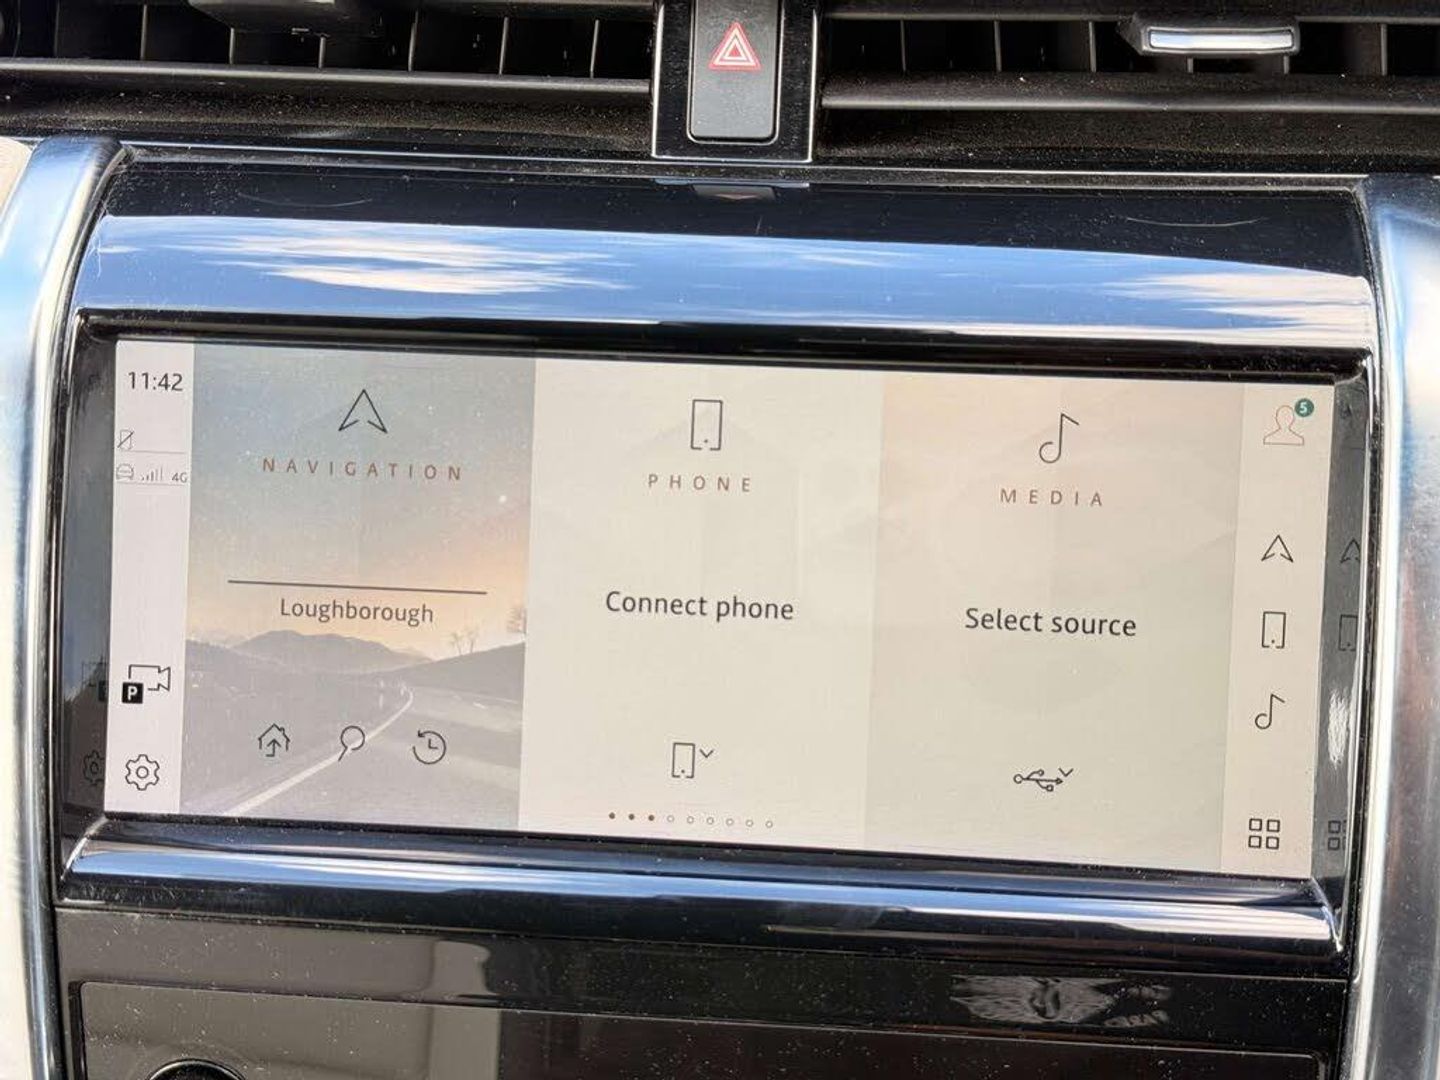 11:42
4G
NAVIGATION
Loughborough
PHONE
Connect phone
MEDIA
Select source
5
P